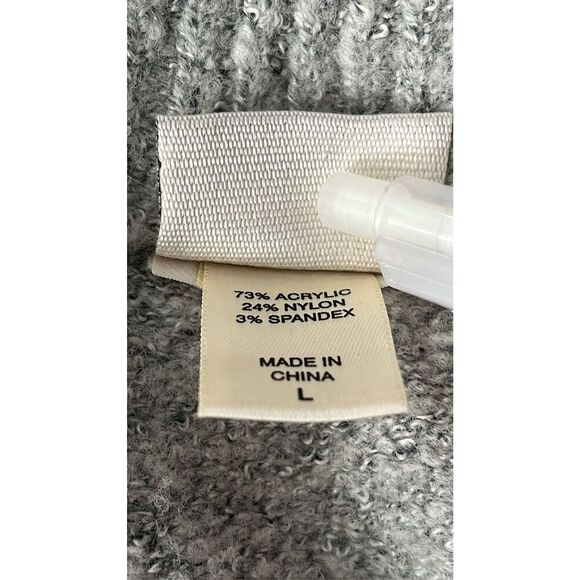 73% ACRYLIC
24% NYLON
3% SPANDEX
MADE IN
CHINA
L